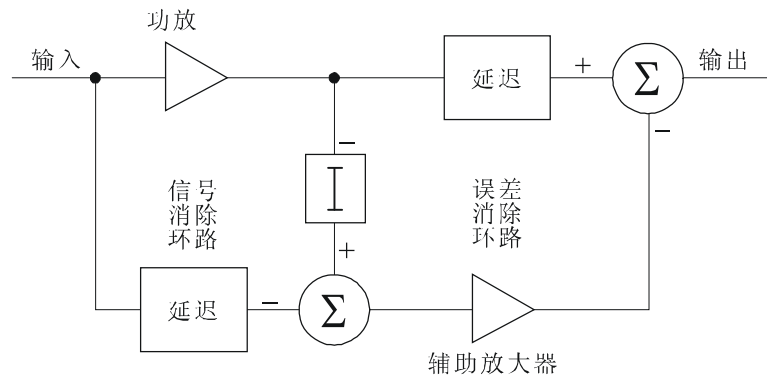 功放
输入
延迟
+
Σ
输出
−
−
I
信号
消除
环路
误差
消除
环路
+
延迟
−
Σ
辅助放大器